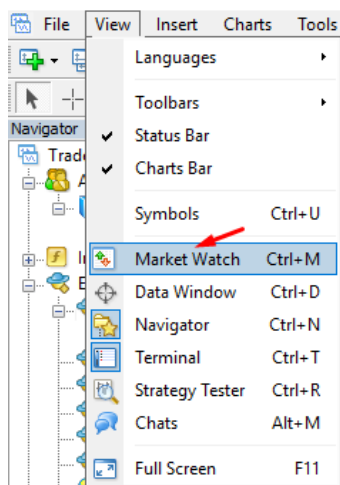 File View Insert Charts Tools
Languages
Toolbars
Navigator
Status Bar
Trade
Charts Bar
A
Symbols Ctrl+U
I
Market Watch Ctrl+M
E
Data Window Ctrl+D
Navigator Ctrl+N
Terminal Ctrl+T
Strategy Tester Ctrl+R
Chats Alt+M
Full Screen F11